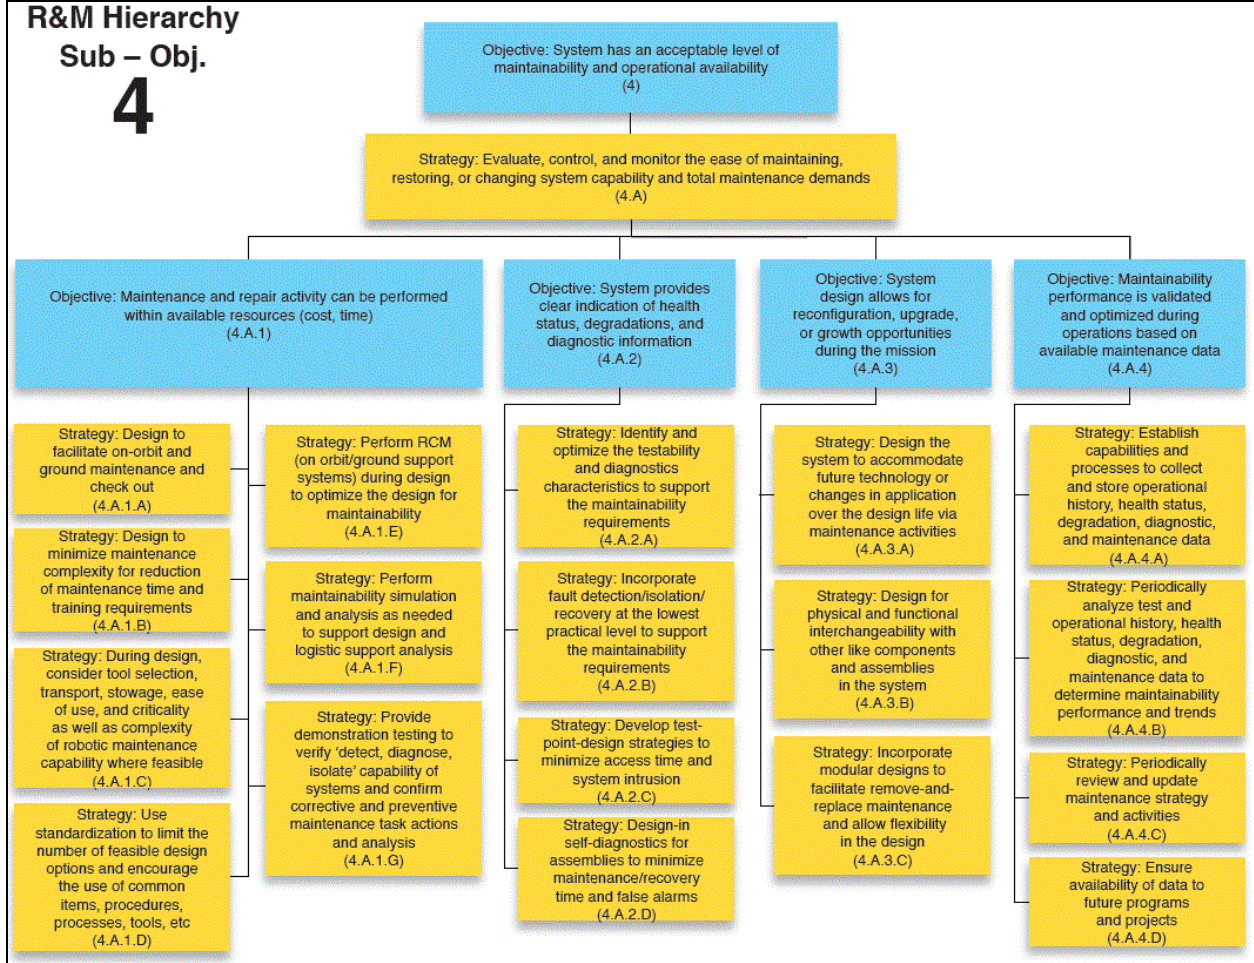 R&M Hierarchy
Sub – Obj.
4
Objective: System has an acceptable level of
maintainability and operational availability
(4)
Strategy: Evaluate, control, and monitor the ease of maintaining,
restoring, or changing system capability and total maintenance demands
(4.A)
Objective: Maintenance and repair activity can be performed
within available resources (cost, time)
(4.A.1)
Strategy: Design to
facilitate on-orbit and
ground maintenance and
check out
(4.A.1.A)
Strategy: Design to
minimize maintenance
complexity for reduction
of maintenance time and
training requirements
(4.A.1.B)
Strategy: During design,
consider tool selection,
transport, stowage, ease
of use, and criticality
as well as complexity
of robotic maintenance
capability where feasible
(4.A.1.C)
Strategy: Use
standardization to limit the
number of feasible design
options and encourage
the use of common
items, procedures,
processes, tools, etc
(4.A.1.D)
Strategy: Perform RCM
(on orbit/ground support
systems) during design
to optimize the design for
maintainability
(4.A.1.E)
Strategy: Perform
maintainability simulation
and analysis as needed
to support design and
logistic support analysis
(4.A.1.F)
Strategy: Provide
demonstration testing to
verify ‘detect, diagnose,
isolate’ capability of
systems and confirm
corrective and preventive
maintenance task actions
and analysis
(4.A.1.G)
Objective: System provides
clear indication of health
status, degradations, and
diagnostic information
(4.A.2)
Strategy: Identify and
optimize the testability
and diagnostics
characteristics to support
the maintainability
requirements
(4.A.2.A)
Strategy: Incorporate
fault detection/isolation/
recovery at the lowest
practical level to support
the maintainability
requirements
(4.A.2.B)
Strategy: Develop test-
point-design strategies to
minimize access time and
system intrusion
(4.A.2.C)
Strategy: Design-in
self-diagnostics for
assemblies to minimize
maintenance/recovery
time and false alarms
(4.A.2.D)
Objective: System
design allows for
reconfiguration, upgrade,
or growth opportunities
during the mission
(4.A.3)
Strategy: Design the
system to accommodate
future technology or
changes in application
over the design life via
maintenance activities
(4.A.3.A)
Strategy: Design for
physical and functional
interchangeability with
other like components
and assemblies
in the system
(4.A.3.B)
Strategy: Incorporate
modular designs to
facilitate remove-and-
replace maintenance
and allow flexibility
in the design
(4.A.3.C)
Objective: Maintainability
performance is validated
and optimized during
operations based on
available maintenance data
(4.A.4)
Strategy: Establish
capabilities and
processes to collect
and store operational
history, health status,
degradation, diagnostic,
and maintenance data
(4.A.4.A)
Strategy: Periodically
analyze test and
operational history, health
status, degradation,
diagnostic, and
maintenance data to
determine maintainability
performance and trends
(4.A.4.B)
Strategy: Periodically
review and update
maintenance strategy
and activities
(4.A.4.C)
Strategy: Ensure
availability of data to
future programs
and projects
(4.A.4.D)